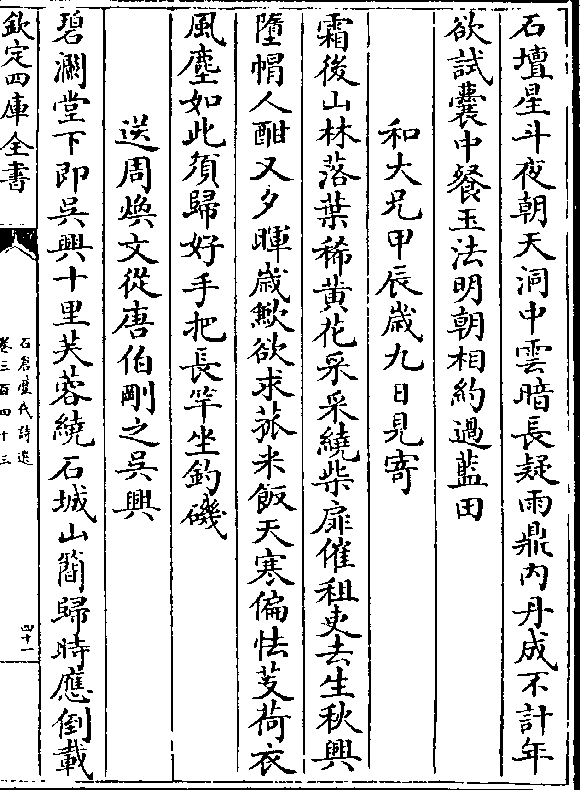 石壇星斗夜朝天洞中雲暗長疑雨鼎内丹成不計年
欲試囊中餐玉法明朝相約過藍田
和大兄甲辰歳九日見寄
霜後山林落葉稀黄花采采繞柴扉催租吏去生秋興
墮帽人酣又夕暉歳歉欲求菰米飯天寒偏怯芰荷衣
風塵如此須歸好手把長竿坐釣磯
送周煥文從唐伯剛之吳興
碧瀾堂下即吳興十里芙蓉繞石城山簡歸時應倒載
欽定四庫全書
石倉歴代詩選
卷三百四十三
四十一